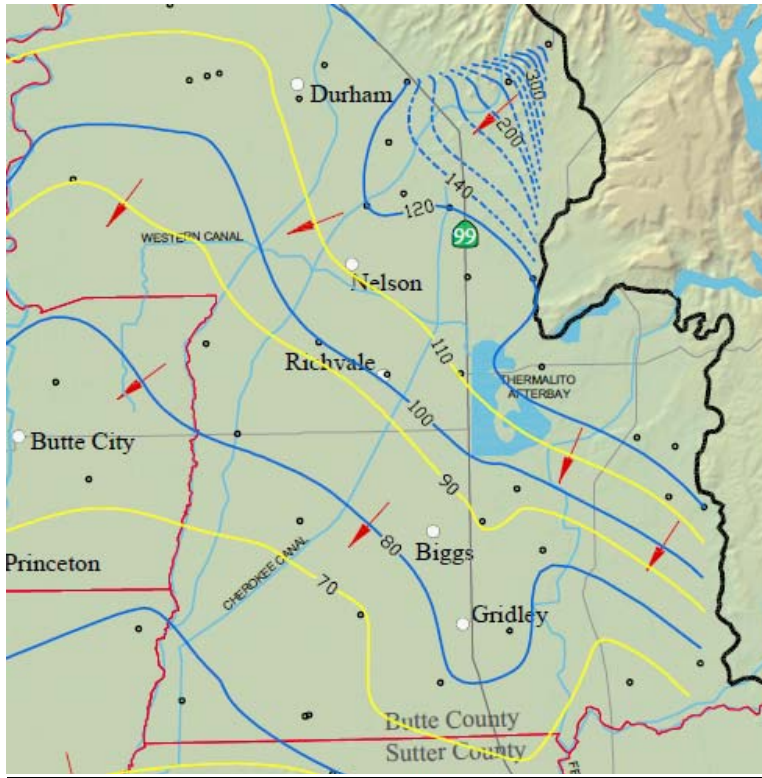 Durham
300
200
140
120
99
WESTERN CANAL
Nelson
110
Richvale
THERMALITO
AFTERBAY
100
Butte City
90
80
Biggs
Princeton
CHEROKEE CANAL
70
Gridley
Butte County
Sutter County